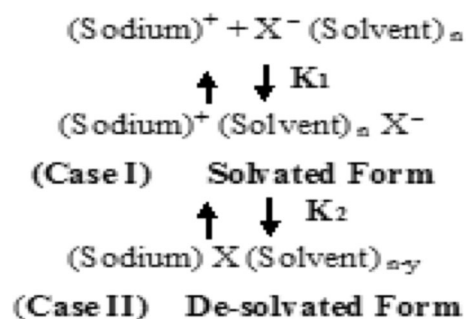 (Sodium)⁺ + X⁻ (Solvent)ₙ
K₁
(Sodium)⁺ (Solvent)ₙ X⁻
(Case I) Solvated Form
K₂
(Sodium) X (Solvent)ₙ₋y
(Case II) De-solvated Form